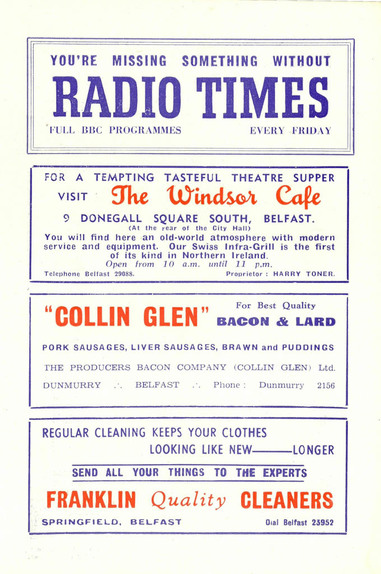 YOU'RE MISSING SOMETHING WITHOUT
RADIO TIMES
FULL BBC PROGRAMMES EVERY FRIDAY
FOR A TEMPTING TASTEFUL THEATRE SUPPER
VISIT The Windsor Cafe
9 DONEGALL SQUARE SOUTH, BELFAST.
(At the rear of the City Hall)
You will find here an old-world atmosphere with modern
service and equipment. Our Swiss Infra-Grill is the first
of its kind in Northern Ireland.
Open from 10 a.m. until 11 p.m.
Telephone Belfast 29088. Proprietor: HARRY TONER.
"COLLIN GLEN" For Best Quality
BACON & LARD
PORK SAUSAGES, LIVER SAUSAGES, BRAWN and PUDDINGS
THE PRODUCERS BACON COMPANY (COLLIN GLEN) Ltd.
DUNMURRY .·. BELFAST .·. Phone: Dunmurry 2156
REGULAR CLEANING KEEPS YOUR CLOTHES
LOOKING LIKE NEW——LONGER
SEND ALL YOUR THINGS TO THE EXPERTS
FRANKLIN Quality CLEANERS
SPRINGFIELD, BELFAST Dial Belfast 23952